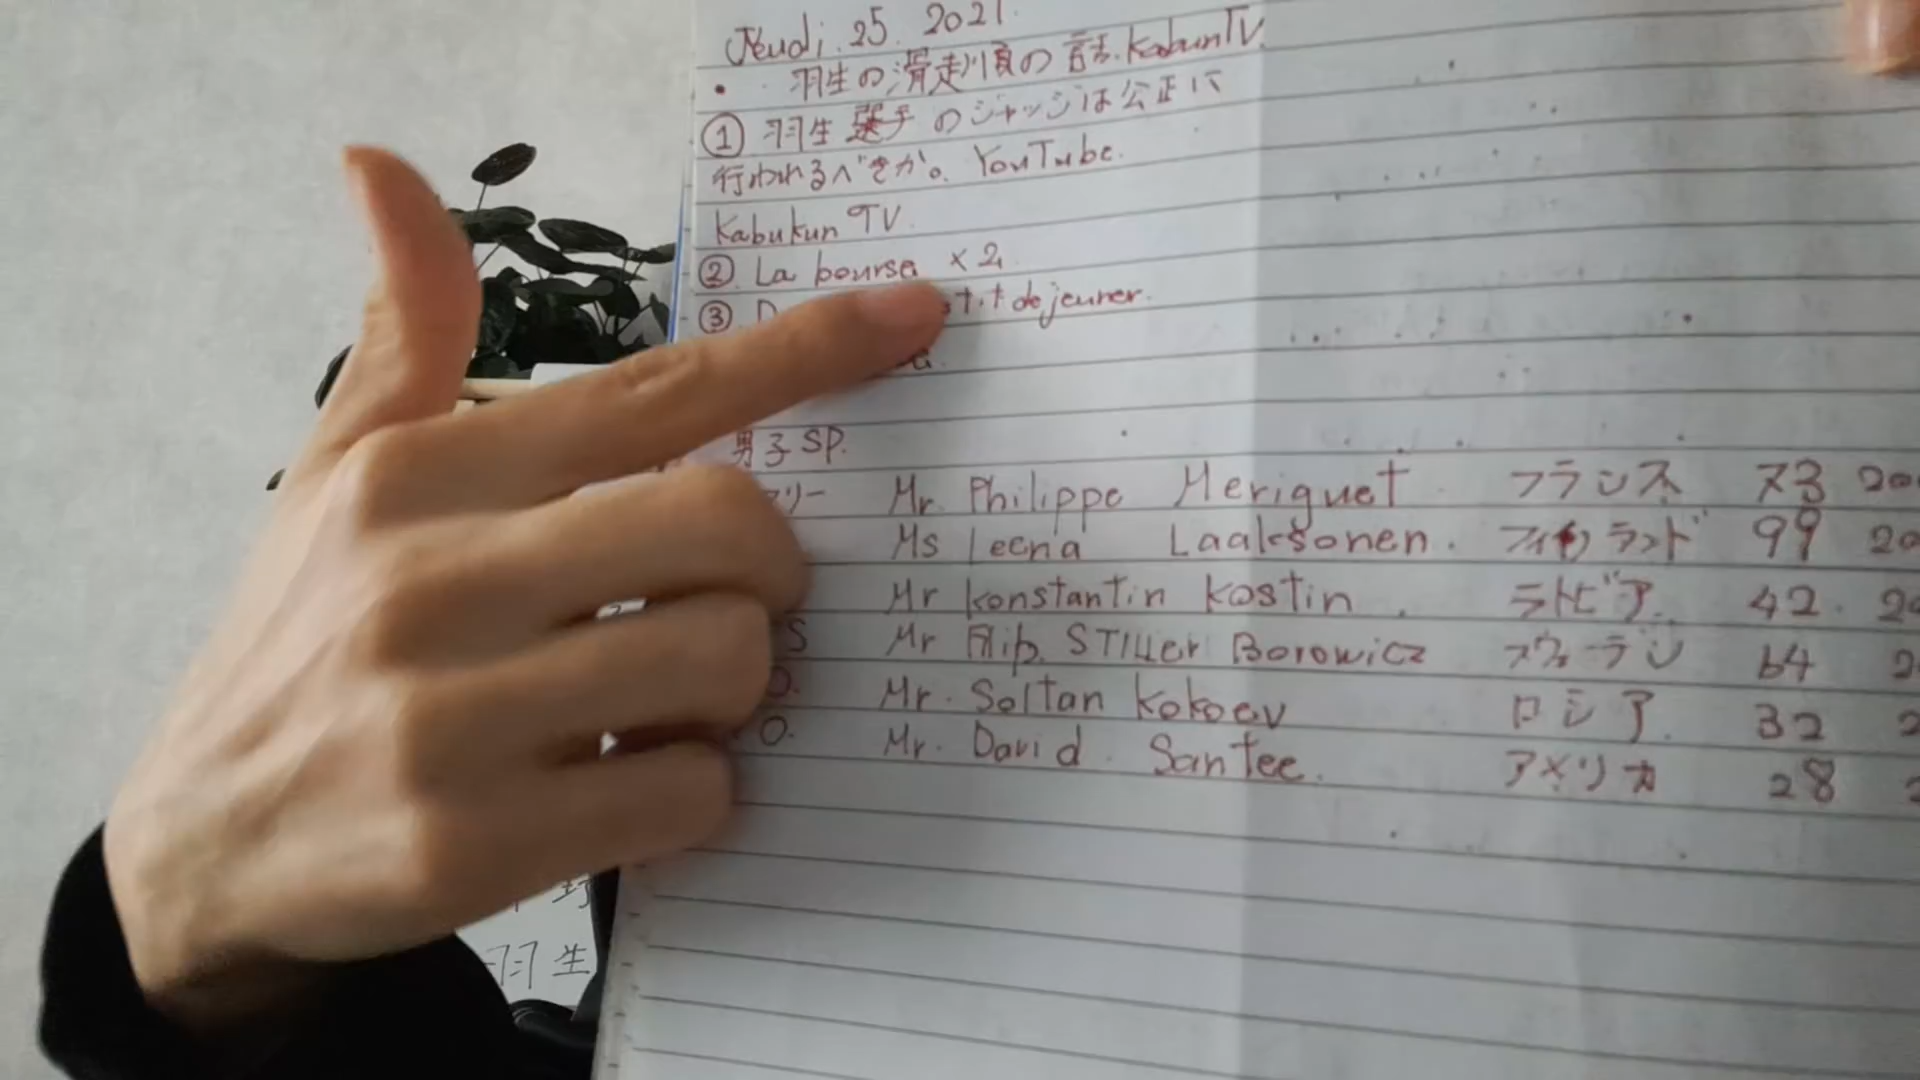 Jeudi. 25. 2021.
・羽生の滑走順の話. KabunTV.
① 羽生 選手 のジャッジは公正に
行われるべきか。YouTube.
Kabukun TV.
② La bourse × 2
③ dejeuner.
男子 SP.
Mr. Philippe Meriguet フランス 73
Ms Leena Laaksonen. フィンランド 99
Mr Konstantin Kostin ラトビア. 42.
S Mr Filip. STiller Borowicz スウェーデン 64
O. Mr. Soltan Kokoev ロシア. 32
O. Mr. David. Santee. アメリカ 28
羽生